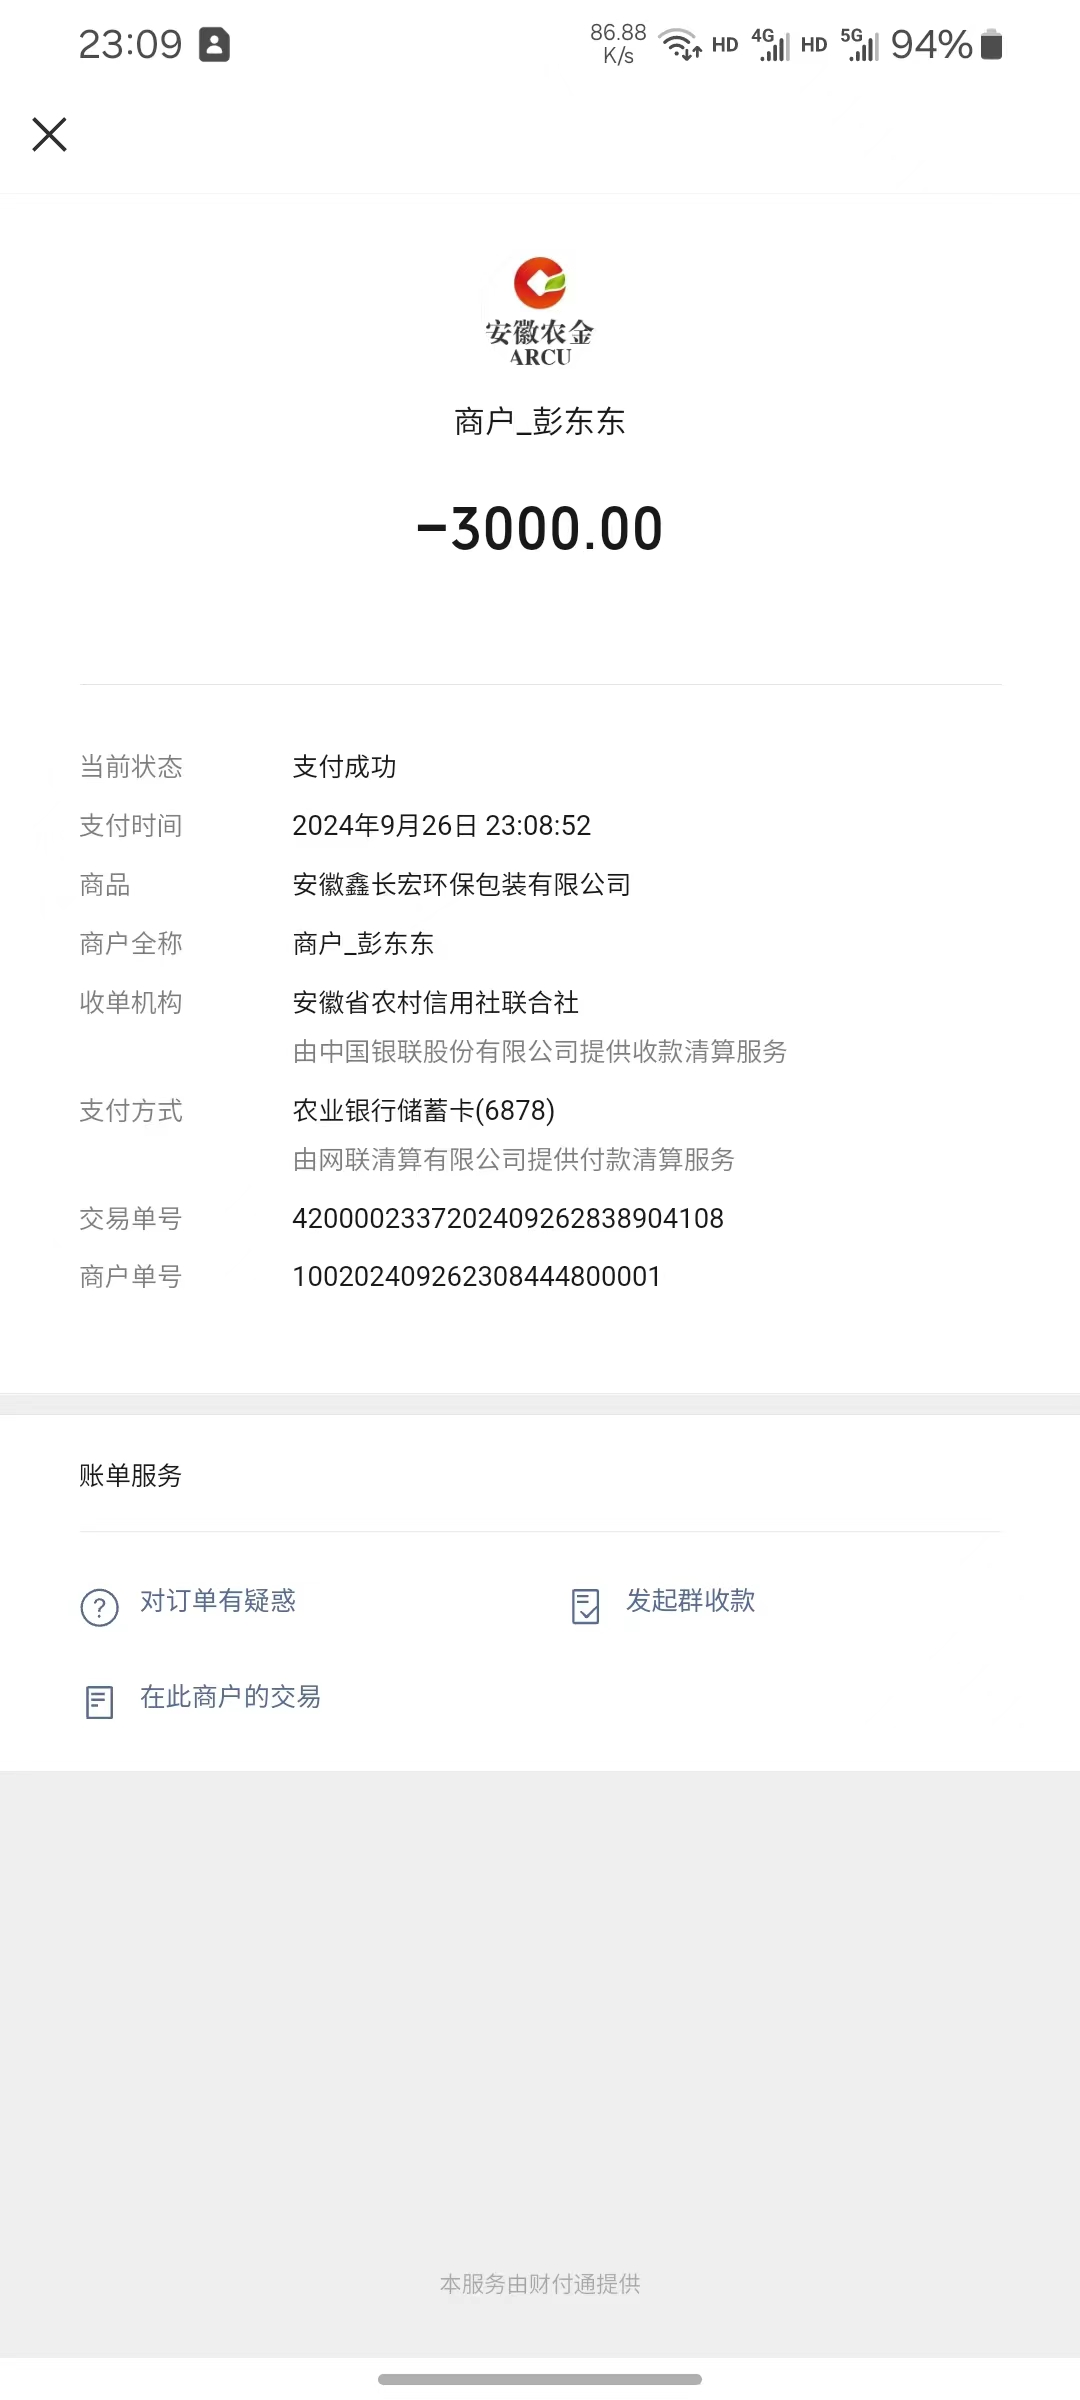 23:09
86.88
K/s
HD 4G HD 5G 94%
安徽农金
ARCU
商户_彭东东
-3000.00
当前状态 支付成功
支付时间 2024年9月26日 23:08:52
商品 安徽鑫长宏环保包装有限公司
商户全称 商户_彭东东
收单机构 安徽省农村信用社联合社
由中国银联股份有限公司提供收款清算服务
支付方式 农业银行储蓄卡(6878)
由网联清算有限公司提供付款清算服务
交易单号 4200002337202409262838904108
商户单号 100202409262308444800001
账单服务
对订单有疑惑 发起群收款
在此商户的交易
本服务由财付通提供